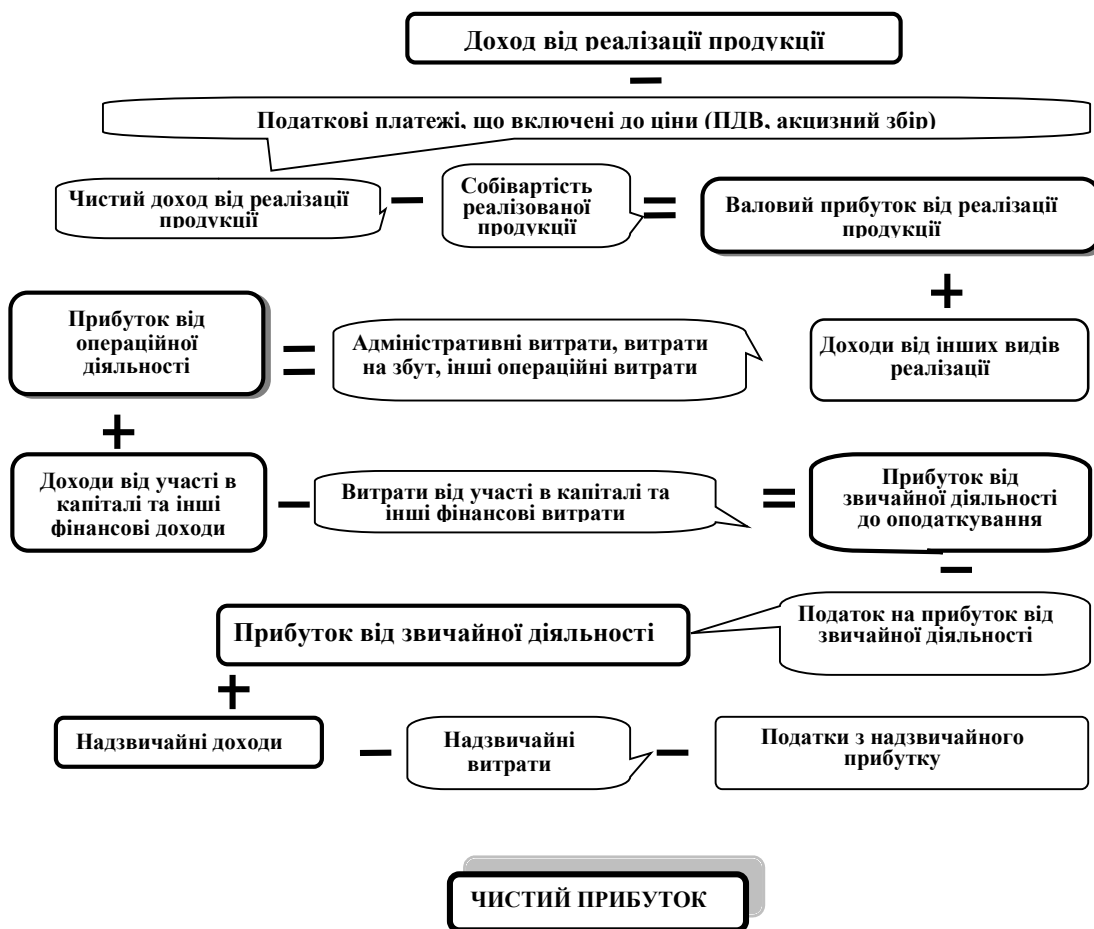 Доход від реалізації продукції
−
Податкові платежі, що включені до ціни (ПДВ, акцизний збір)
Чистий доход від реалізації
продукції
−
Собівартість
реалізованої
продукції
=
Валовий прибуток від реалізації
продукції
+
Прибуток від
операційної
діяльності
=
Адміністративні витрати, витрати
на збут, інші операційні витрати
Доходи від інших видів
реалізації
+
Доходи від участі в
капіталі та інші
фінансові доходи
−
Витрати від участі в капіталі та
інші фінансові витрати
=
Прибуток від
звичайної діяльності
до оподаткування
−
Прибуток від звичайної діяльності
Податок на прибуток від
звичайної діяльності
+
Надзвичайні доходи
−
Надзвичайні
витрати
−
Податки з надзвичайного
прибутку
ЧИСТИЙ ПРИБУТОК